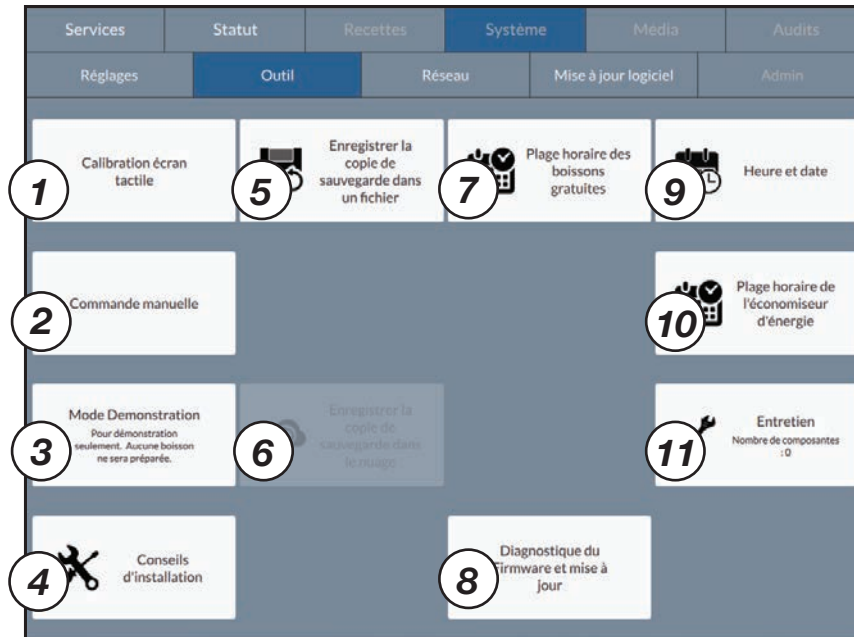 Services Statut Recettes Système Média Audits
Réglages Outil Réseau Mise à jour logiciel Admin
1
Calibration écran
tactile
5
Enregistrer la
copie de
sauvegarde dans
un fichier
7
Plage horaire des
boissons
gratuites
9
Heure et date
2
Commande manuelle
10
Plage horaire de
l'économiseur
d'énergie
3
Mode Demonstration
Pour démonstration
seulement. Aucune boisson
ne sera préparée.
6
Enregistrer la
copie de
sauvegarde dans
le nuage
11
Entretien
Nombre de composantes
: 0
4
Conseils
d'installation
8
Diagnostique du
Firmware et mise à
jour